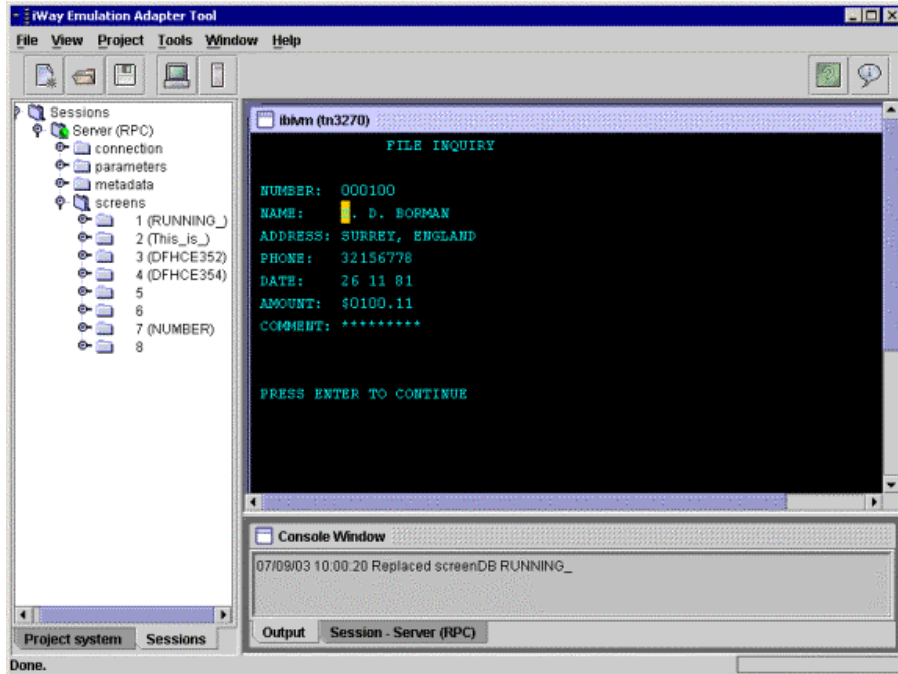 iWay Emulation Adapter Tool
File View Project Tools Window Help
Sessions
Server (RPC)
connection
parameters
metadata
screens
1 (RUNNING_)
2 (This_is_)
3 (DFHCE352)
4 (DFHCE354)
5
6
7 (NUMBER)
8
Project system Sessions
ibivm (tn3270)
FILE INQUIRY
NUMBER: 000100
NAME: . D. BORMAN
ADDRESS: SURREY, ENGLAND
PHONE: 32156778
DATE: 26 11 81
AMOUNT: $0100.11
COMMENT: *********
PRESS ENTER TO CONTINUE
Console Window
07/09/03 10:00:20 Replaced screenDB RUNNING_
Output Session - Server (RPC)
Done.